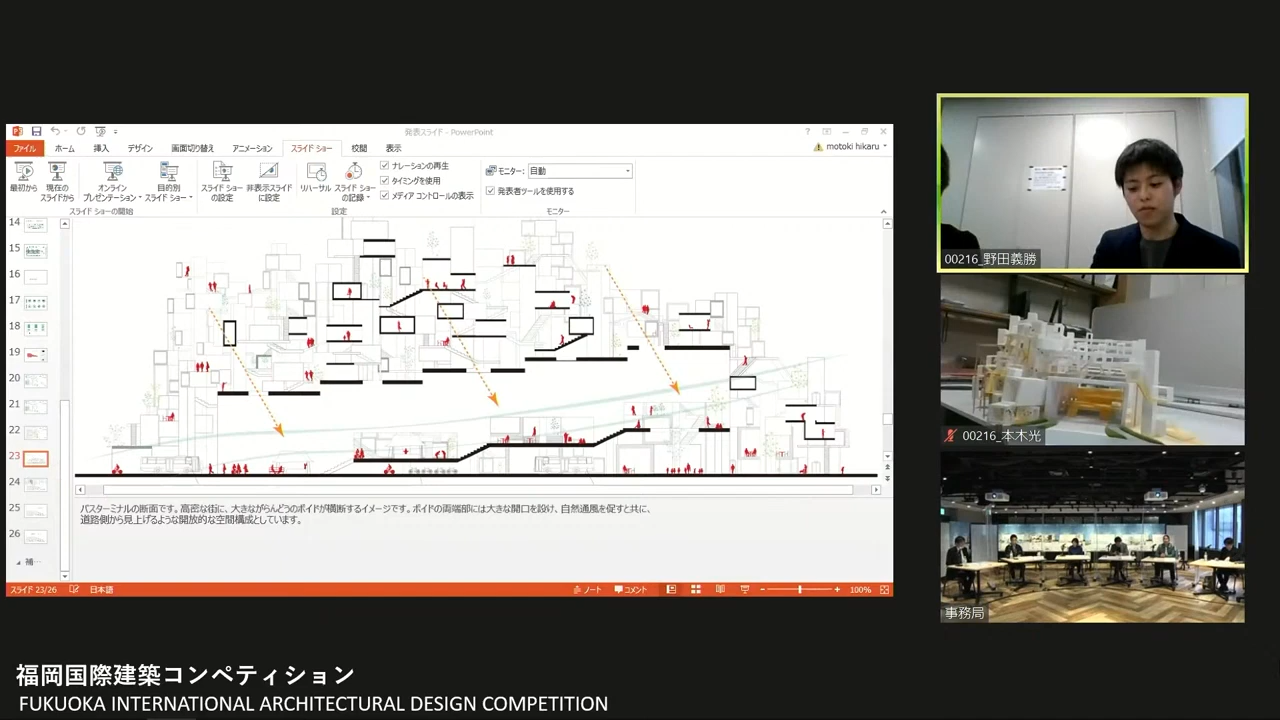 発表スライド - PowerPoint
ファイル
ホーム
挿入
デザイン
画面切り替え
アニメーション
スライド ショー
校閲
表示
motoki hikaru
最初から
現在の
スライドから
オンライン
プレゼンテーション
目的別
スライド ショー
スライド ショーの開始
スライド ショー
の設定
非表示スライド
に設定
リハーサル
スライド ショー
の記録
ナレーションの再生
タイミングを使用
メディア コントロールの表示
設定
モニター:
自動
発表者ツールを使用する
モニター
14
15
16
17
18
19
20
21
22
23
24
25
26
補
バスターミナルの断面です。高密な街に、大きながらんどうのボイドが横断するイメージです。ボイドの両端部には大きな開口を設け、自然通風を促すと共に、
道路側から見上げるような開放的な空間構成としています。
スライド 23/26
日本語
ノート
コメント
100%
00216_野田義勝
00216_本木光
事務局
福岡国際建築コンペティション
FUKUOKA INTERNATIONAL ARCHITECTURAL DESIGN COMPETITION